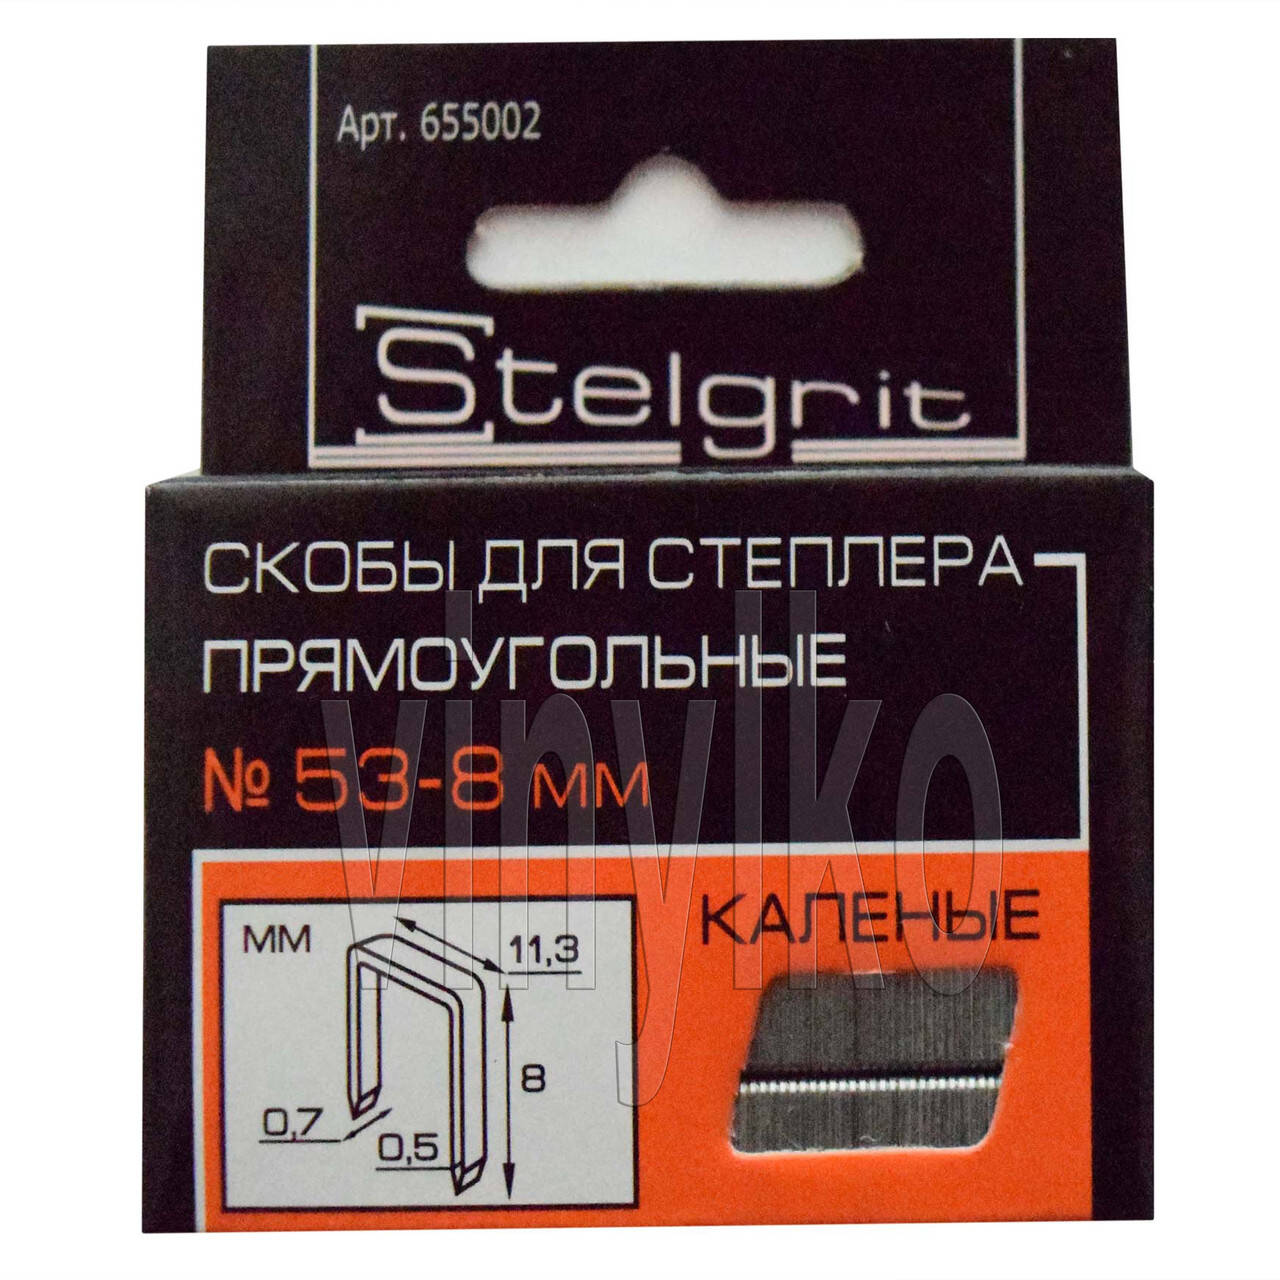 Арт. 655002
Stelgrit
СКОБЫ ДЛЯ СТЕПЛЕРА
ПРЯМОУГОЛЬНЫЕ
№ 53-8 мм
vinylko
КАЛЕНЫЕ
мм
11,3
8
0,7
0,5